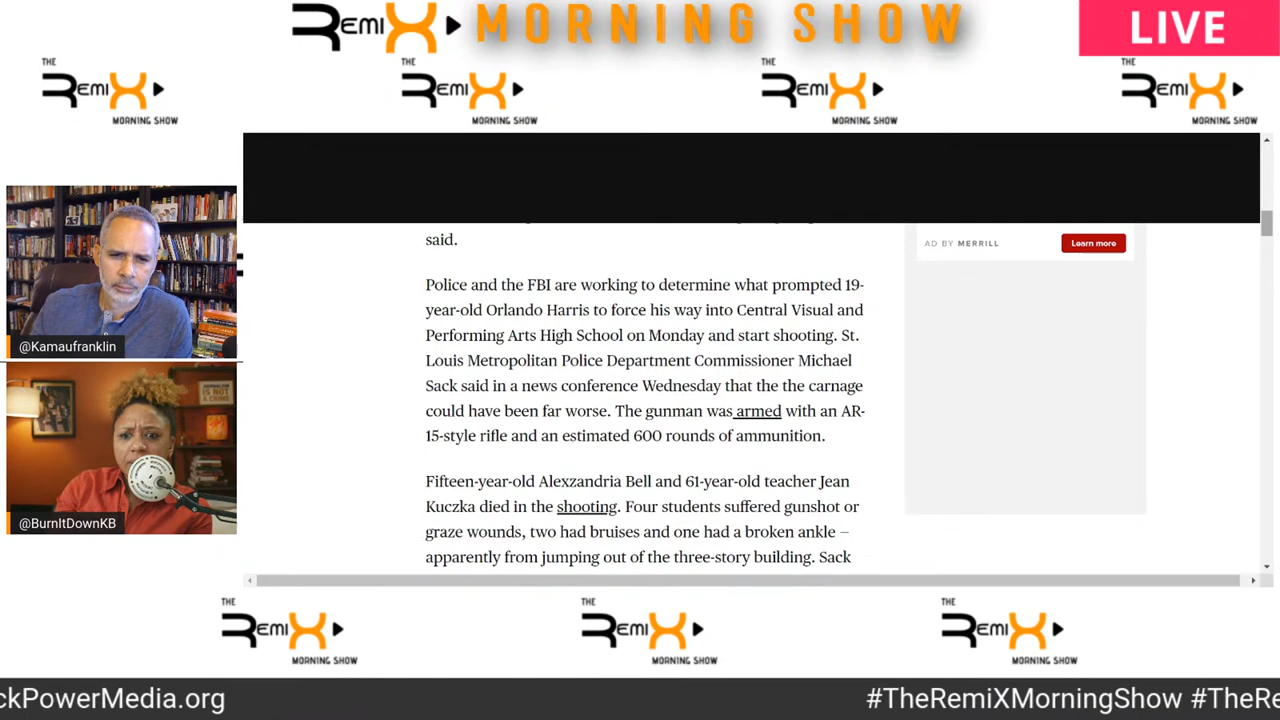 REMIX MORNING SHOW
LIVE
THE
REMIX
MORNING SHOW
THE
REMIX
MORNING SHOW
THE
REMIX
MORNING SHOW
THE
REMIX
MORNING SHOW
@Kamaufranklin
JOURNALISM
IS NOT
A CRIME
@BurnItDownKB
said.
Police and the FBI are working to determine what prompted 19-
year-old Orlando Harris to force his way into Central Visual and
Performing Arts High School on Monday and start shooting. St.
Louis Metropolitan Police Department Commissioner Michael
Sack said in a news conference Wednesday that the the carnage
could have been far worse. The gunman was armed with an AR-
15-style rifle and an estimated 600 rounds of ammunition.
Fifteen-year-old Alexzandria Bell and 61-year-old teacher Jean
Kuczka died in the shooting. Four students suffered gunshot or
graze wounds, two had bruises and one had a broken ankle —
apparently from jumping out of the three-story building. Sack
AD BY MERRILL
Learn more
THE
REMIX
MORNING SHOW
THE
REMIX
MORNING SHOW
THE
REMIX
MORNING SHOW
ckPowerMedia.org #TheRemiXMorningShow #TheRe